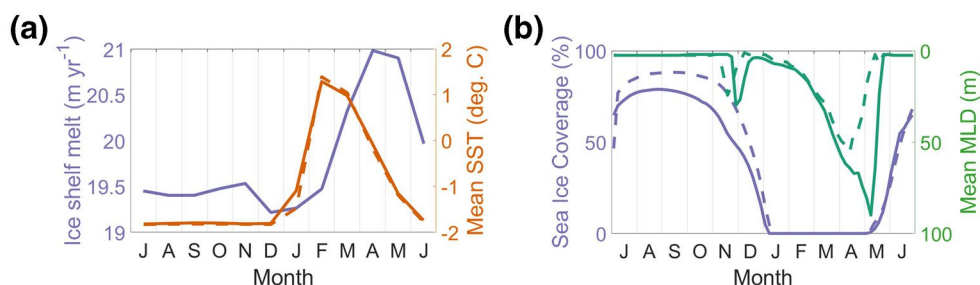 (a)
Ice shelf melt (m yr⁻¹)
21
20.5
20
19.5
19
2
1
0
-1
-2
Mean SST (deg. C)
J A S O N D J F M A M J
Month
(b)
Sea Ice Coverage (%)
100
50
0
0
50
100
Mean MLD (m)
J A S O N D J F M A M J
Month